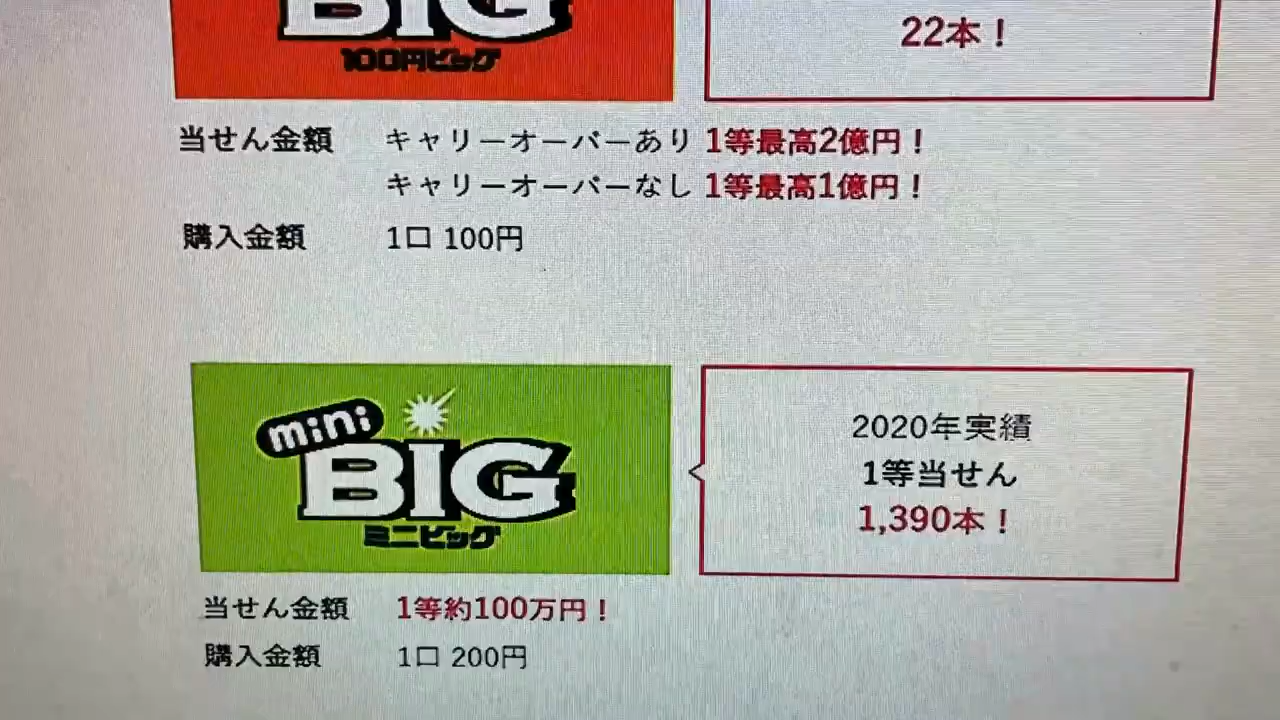 BIG
100円ビッグ
22本！
当せん金額 キャリーオーバーあり 1等最高2億円！
キャリーオーバーなし 1等最高1億円！
購入金額 1口 100円
mini
BIG
ミニビッグ
2020年実績
1等当せん
1,390本！
当せん金額 1等約100万円！
購入金額 1口 200円